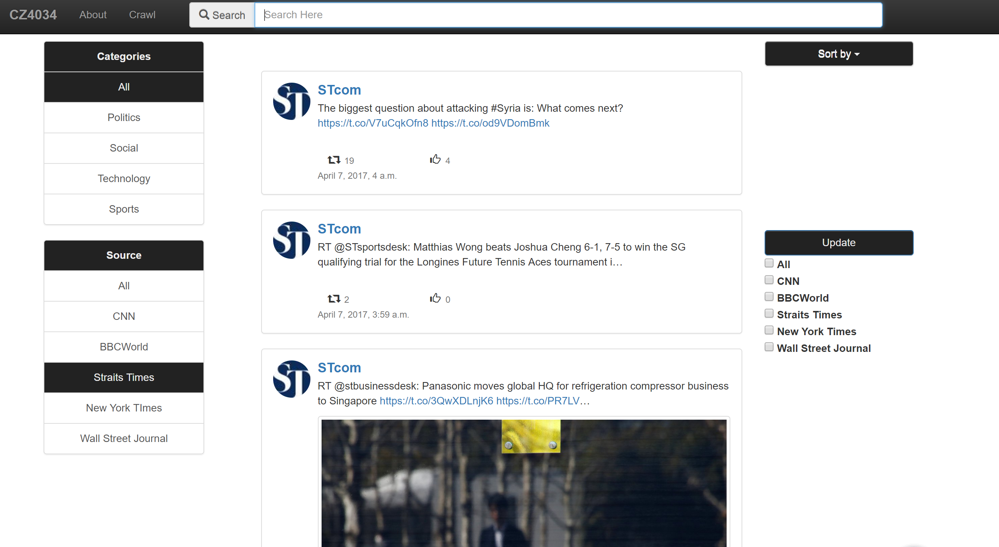 CZ4034
About
Crawl
Search
Search Here
Categories
All
Politics
Social
Technology
Sports
Source
All
CNN
BBCWorld
Straits Times
New York TImes
Wall Street Journal
ST
STcom
The biggest question about attacking #Syria is: What comes next?
https://t.co/V7uCqkOfn8 https://t.co/od9VDomBmk
19
4
April 7, 2017, 4 a.m.
ST
STcom
RT @STsportsdesk: Matthias Wong beats Joshua Cheng 6-1, 7-5 to win the SG
qualifying trial for the Longines Future Tennis Aces tournament i…
2
0
April 7, 2017, 3:59 a.m.
ST
STcom
RT @stbusinessdesk: Panasonic moves global HQ for refrigeration compressor business
to Singapore https://t.co/3QwXDLnjK6 https://t.co/PR7LV…
Sort by
Update
All
CNN
BBCWorld
Straits Times
New York Times
Wall Street Journal